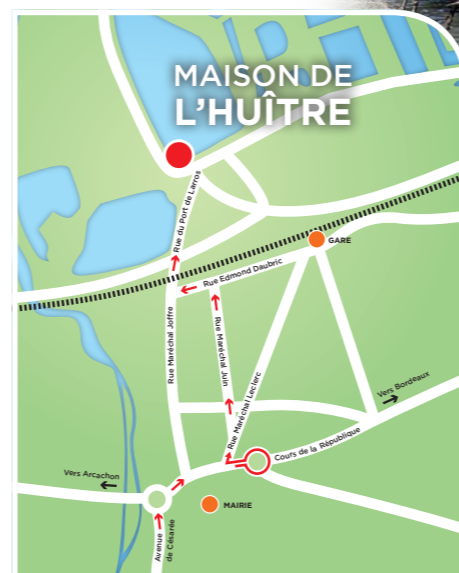 MAISON DE
L'HUÎTRE
Rue du Port de Larros
GARE
Rue Edmond Daubric
Rue Maréchal Joffre
Rue Maréchal Juin
Rue Maréchal Leclerc
Vers Bordeaux
Cours de la République
Vers Arcachon
MAIRIE
Avenue
de Césarée